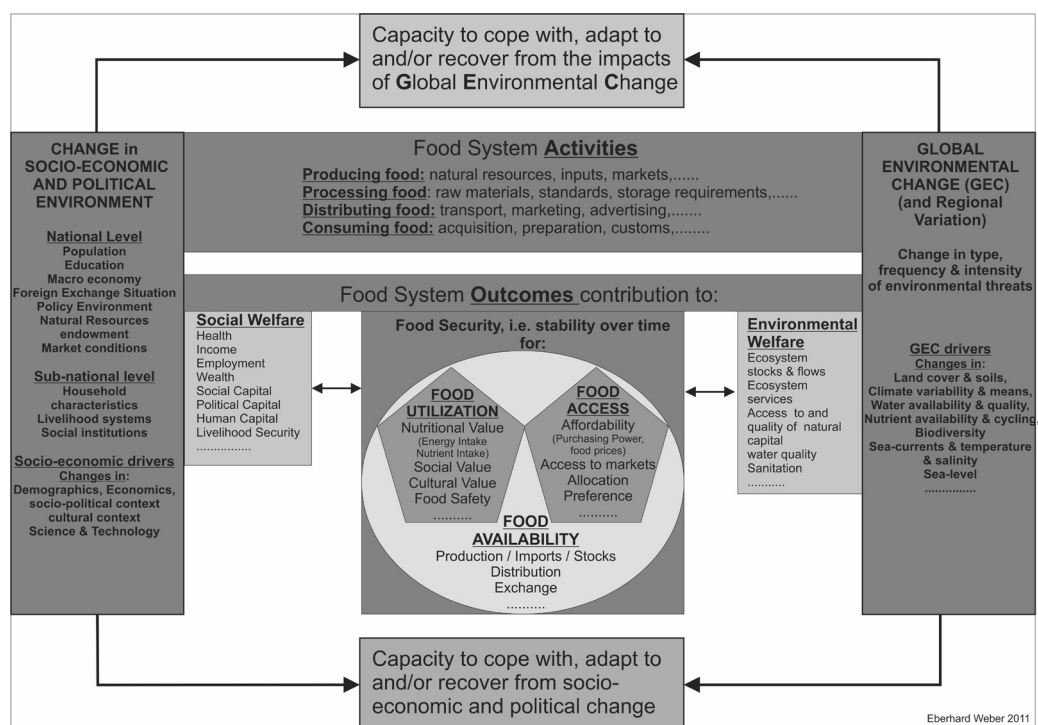 Capacity to cope with, adapt to
and/or recover from the impacts
of Global Environmental Change
CHANGE in
SOCIO-ECONOMIC
AND POLITICAL
ENVIRONMENT
National Level
Population
Education
Macro economy
Foreign Exchange Situation
Policy Environment
Natural Resources
endowment
Market conditions
Sub-national level
Household
characteristics
Livelihood systems
Social institutions
Socio-economic drivers
Changes in:
Demographics, Economics,
socio-political context
cultural context
Science & Technology
Food System Activities
Producing food: natural resources, inputs, markets,......
Processing food: raw materials, standards, storage requirements,......
Distributing food: transport, marketing, advertising,.......
Consuming food: acquisition, preparation, customs,........
Food System Outcomes contribution to:
Social Welfare
Health
Income
Employment
Wealth
Social Capital
Political Capital
Human Capital
Livelihood Security
...............
Food Security, i.e. stability over time
for:
FOOD
UTILIZATION
Nutritional Value
(Energy Intake
Nutrient Intake)
Social Value
Cultural Value
Food Safety
..........
FOOD
ACCESS
Affordability
(Purchasing Power,
food prices)
Access to markets
Allocation
Preference
..........
FOOD
AVAILABILITY
Production / Imports / Stocks
Distribution
Exchange
..........
Environmental
Welfare
Ecosystem
stocks & flows
Ecosystem
services
Access to and
quality of natural
capital
water quality
Sanitation
...........
GLOBAL
ENVIRONMENTAL
CHANGE (GEC)
(and Regional
Variation)
Change in type,
frequency & intensity
of environmental threats
GEC drivers
Changes in:
Land cover & soils,
Climate variability & means,
Water availability & quality,
Nutrient availability & cycling,
Biodiversity
Sea-currents & temperature
& salinity
Sea-level
...............
Capacity to cope with, adapt to
and/or recover from socio-
economic and political change
Eberhard Weber 2011